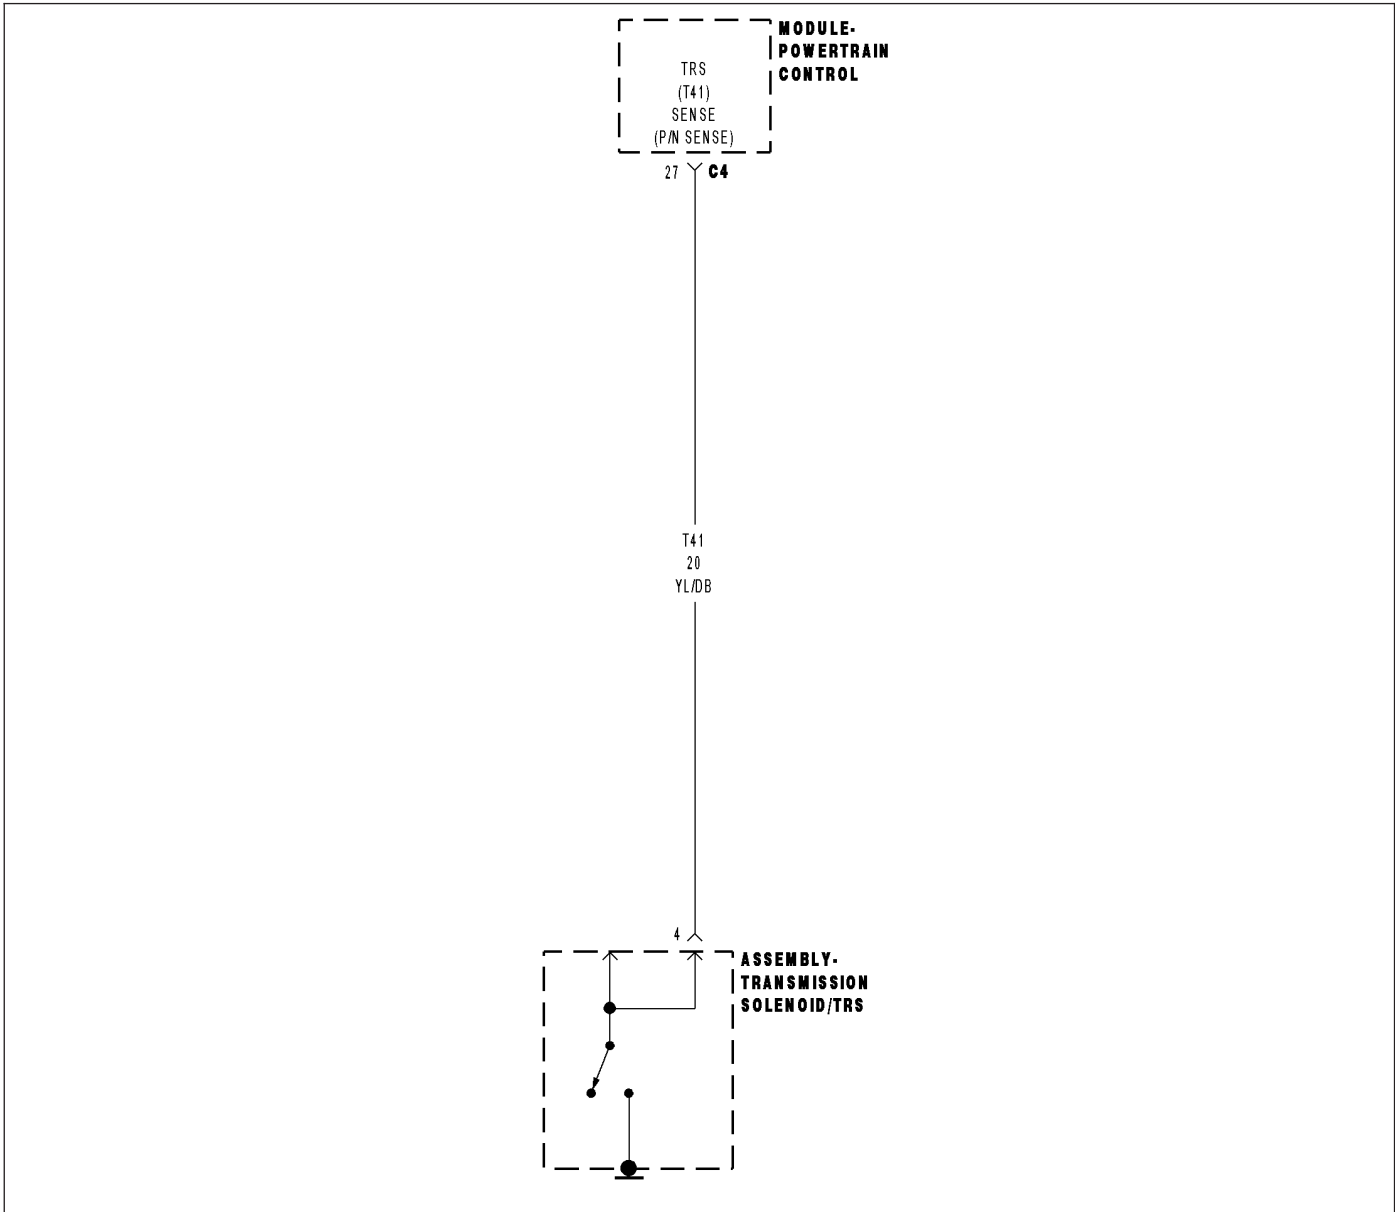 MODULE-
POWERTRAIN
CONTROL
TRS
(T41)
SENSE
(P/N SENSE)
27 C4
T41
20
YL/DB
4
ASSEMBLY-
TRANSMISSION
SOLENOID/TRS